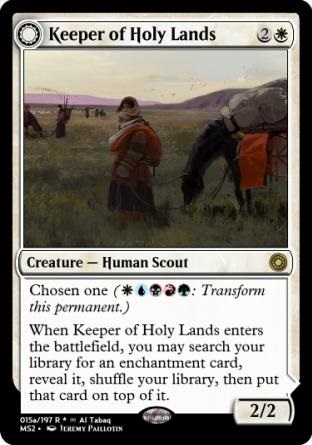 Keeper of Holy Lands 2
Creature — Human Scout
Chosen one (: Transform
this permanent.)
When Keeper of Holy Lands enters
the battlefield, you may search your
library for an enchantment card,
reveal it, shuffle your library, then put
that card on top of it.
2/2
015a/197 R * ∞ Al Tabaq
MS2 • Jeremy Paillotin